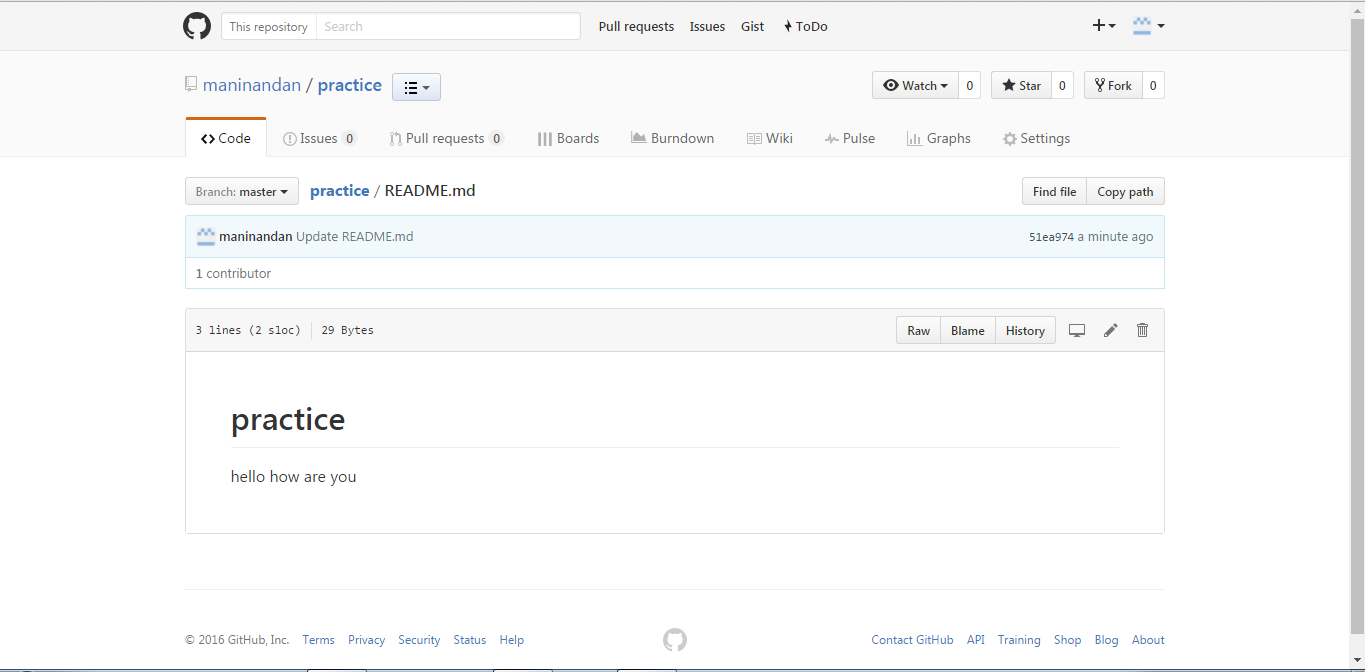 This repository Search Pull requests Issues Gist ToDo
maninandan / practice Watch 0 Star 0 Fork 0
Code Issues 0 Pull requests 0 Boards Burndown Wiki Pulse Graphs Settings
Branch: master practice / README.md Find file Copy path
maninandan Update README.md 51ea974 a minute ago
1 contributor
3 lines (2 sloc) 29 Bytes Raw Blame History
practice
hello how are you
© 2016 GitHub, Inc. Terms Privacy Security Status Help Contact GitHub API Training Shop Blog About